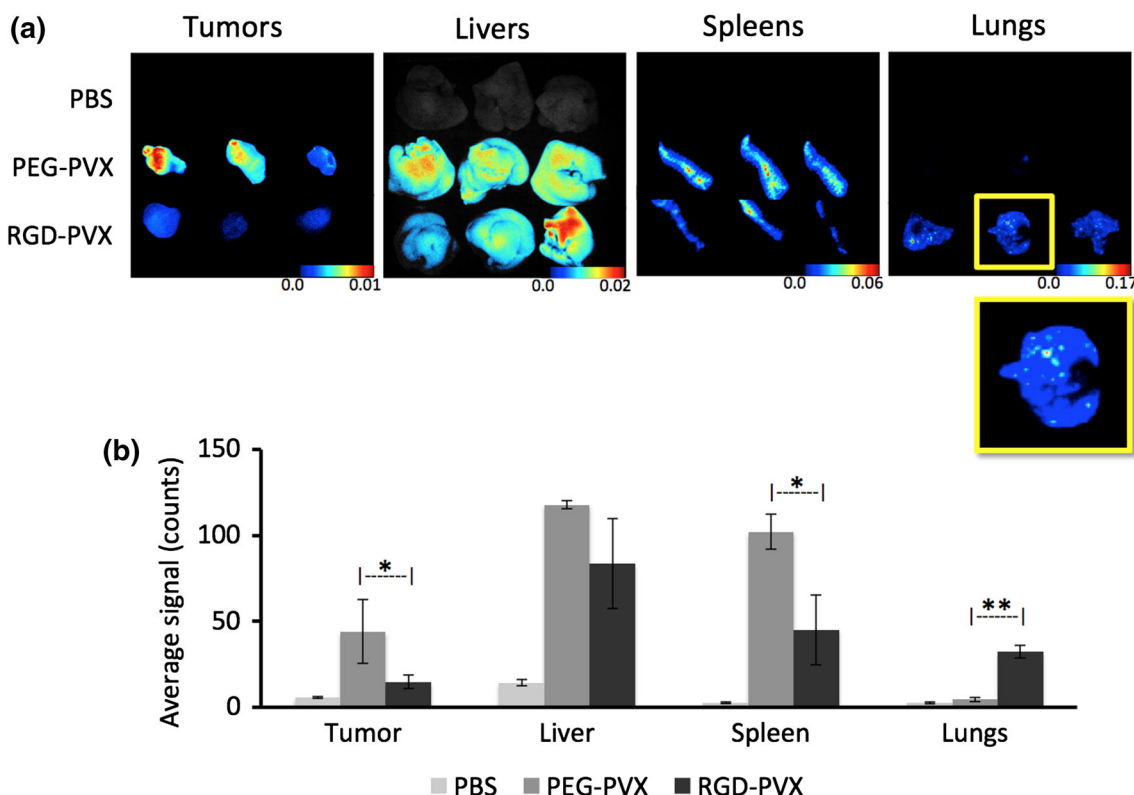 (a)
Tumors Livers Spleens Lungs
PBS
PEG-PVX
RGD-PVX
0.0 0.01 0.0 0.02 0.0 0.06 0.0 0.17
(b)
Average signal (counts)
150
100
50
0
* * **
Tumor Liver Spleen Lungs
PBS PEG-PVX RGD-PVX